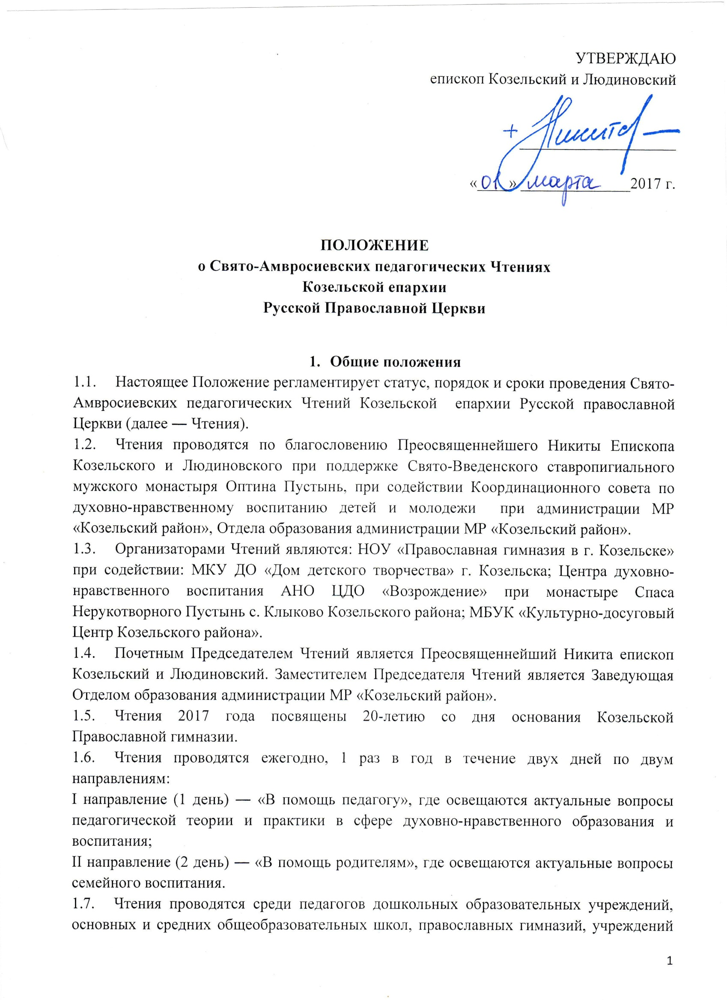 УТВЕРЖДАЮ
епископ Козельский и Людиновский
+ Никита
«01» марта 2017 г.
ПОЛОЖЕНИЕ
о Свято-Амвросиевских педагогических Чтениях
Козельской епархии
Русской Православной Церкви
1. Общие положения
1.1. Настоящее Положение регламентирует статус, порядок и сроки проведения Свято-
Амвросиевских педагогических Чтений Козельской епархии Русской православной
Церкви (далее — Чтения).
1.2. Чтения проводятся по благословению Преосвященнейшего Никиты Епископа
Козельского и Людиновского при поддержке Свято-Введенского ставропигиального
мужского монастыря Оптина Пустынь, при содействии Координационного совета по
духовно-нравственному воспитанию детей и молодежи при администрации МР
«Козельский район», Отдела образования администрации МР «Козельский район».
1.3. Организаторами Чтений являются: НОУ «Православная гимназия в г. Козельске»
при содействии: МКУ ДО «Дом детского творчества» г. Козельска; Центра духовно-
нравственного воспитания АНО ЦДО «Возрождение» при монастыре Спаса
Нерукотворного Пустынь с. Клыково Козельского района; МБУК «Культурно-досуговый
Центр Козельского района».
1.4. Почетным Председателем Чтений является Преосвященнейший Никита епископ
Козельский и Людиновский. Заместителем Председателя Чтений является Заведующая
Отделом образования администрации МР «Козельский район».
1.5. Чтения 2017 года посвящены 20-летию со дня основания Козельской
Православной гимназии.
1.6. Чтения проводятся ежегодно, 1 раз в год в течение двух дней по двум
направлениям:
I направление (1 день) — «В помощь педагогу», где освещаются актуальные вопросы
педагогической теории и практики в сфере духовно-нравственного образования и
воспитания;
II направление (2 день) — «В помощь родителям», где освещаются актуальные вопросы
семейного воспитания.
1.7. Чтения проводятся среди педагогов дошкольных образовательных учреждений,
основных и средних общеобразовательных школ, православных гимназий, учреждений
1